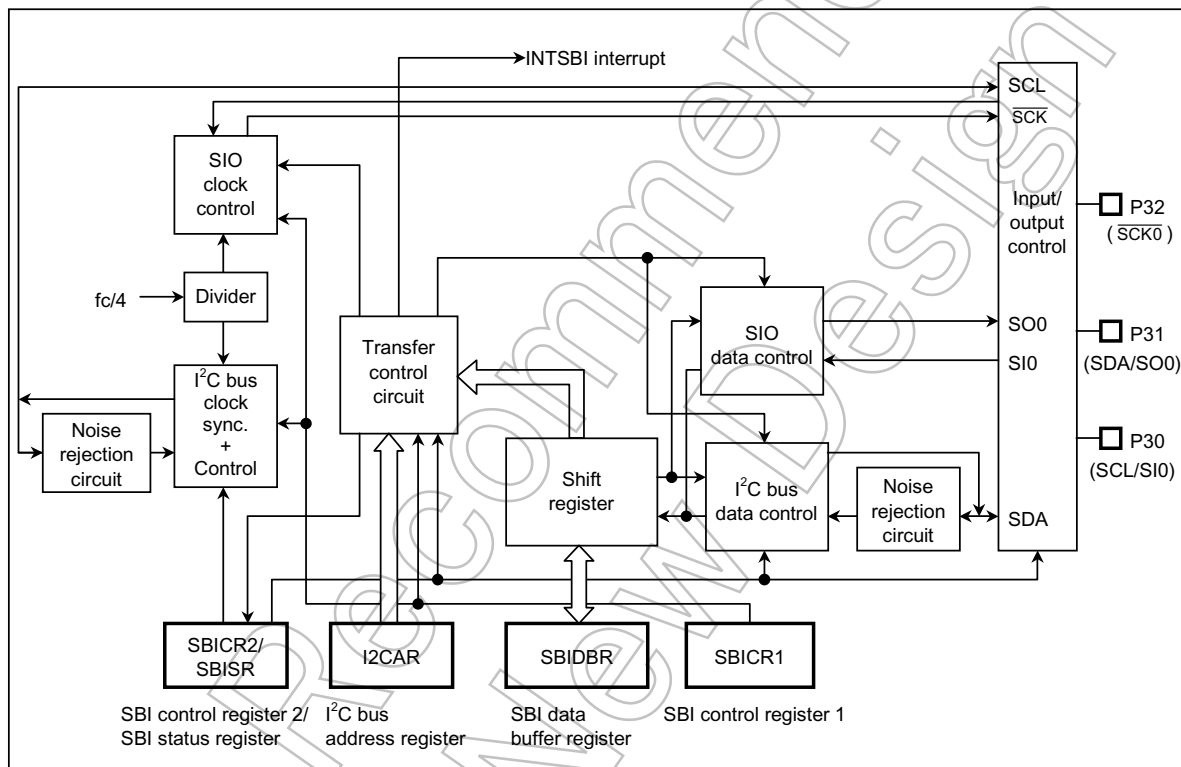 INTSBI interrupt
SCL
SCK
SIO
clock
control
Input/
output
control
P32
(SCK0)
fc/4
Divider
Transfer
control
circuit
SIO
data control
SO0
SI0
P31
(SDA/SO0)
I²C bus
clock
sync.
+
Control
Noise
rejection
circuit
Shift
register
I²C bus
data control
Noise
rejection
circuit
SDA
P30
(SCL/SI0)
SBICR2/
SBISR
I2CAR
SBIDBR
SBICR1
SBI control register 2/
SBI status register
I²C bus
address register
SBI data
buffer register
SBI control register 1
Recommen
New Design